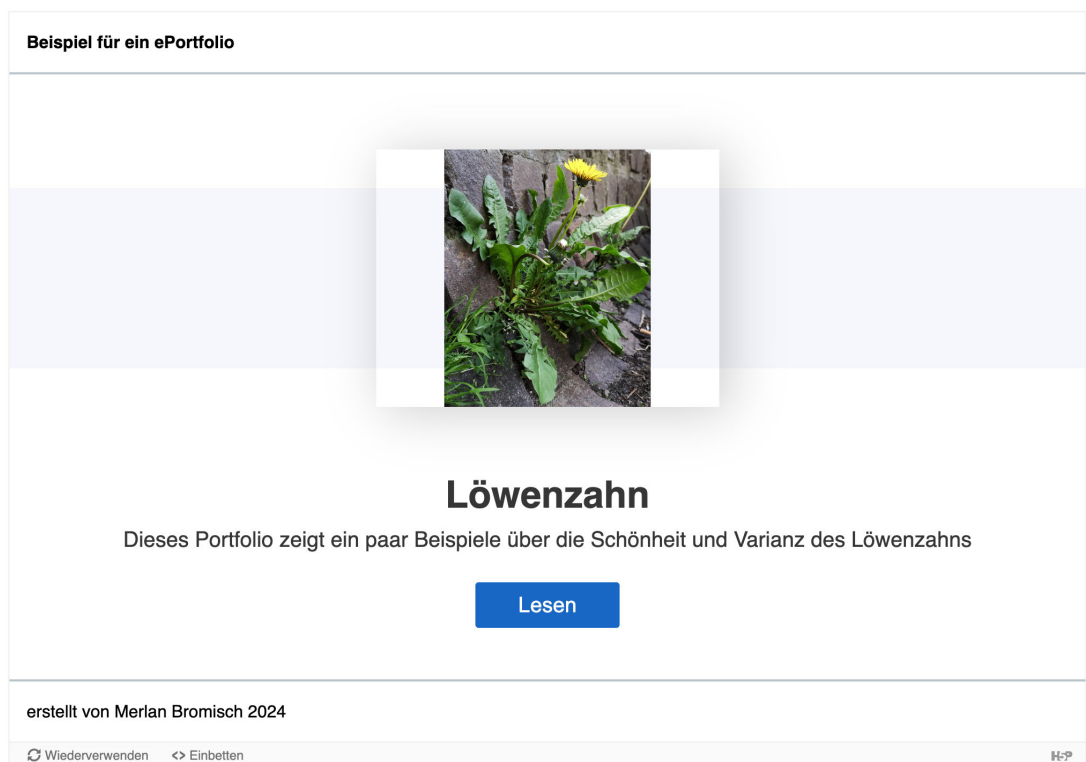 Beispiel für ein ePortfolio
Löwenzahn
Dieses Portfolio zeigt ein paar Beispiele über die Schönheit und Varianz des Löwenzahns
Lesen
erstellt von Merlan Bromisch 2024
Wiederverwenden <> Einbetten
H5P